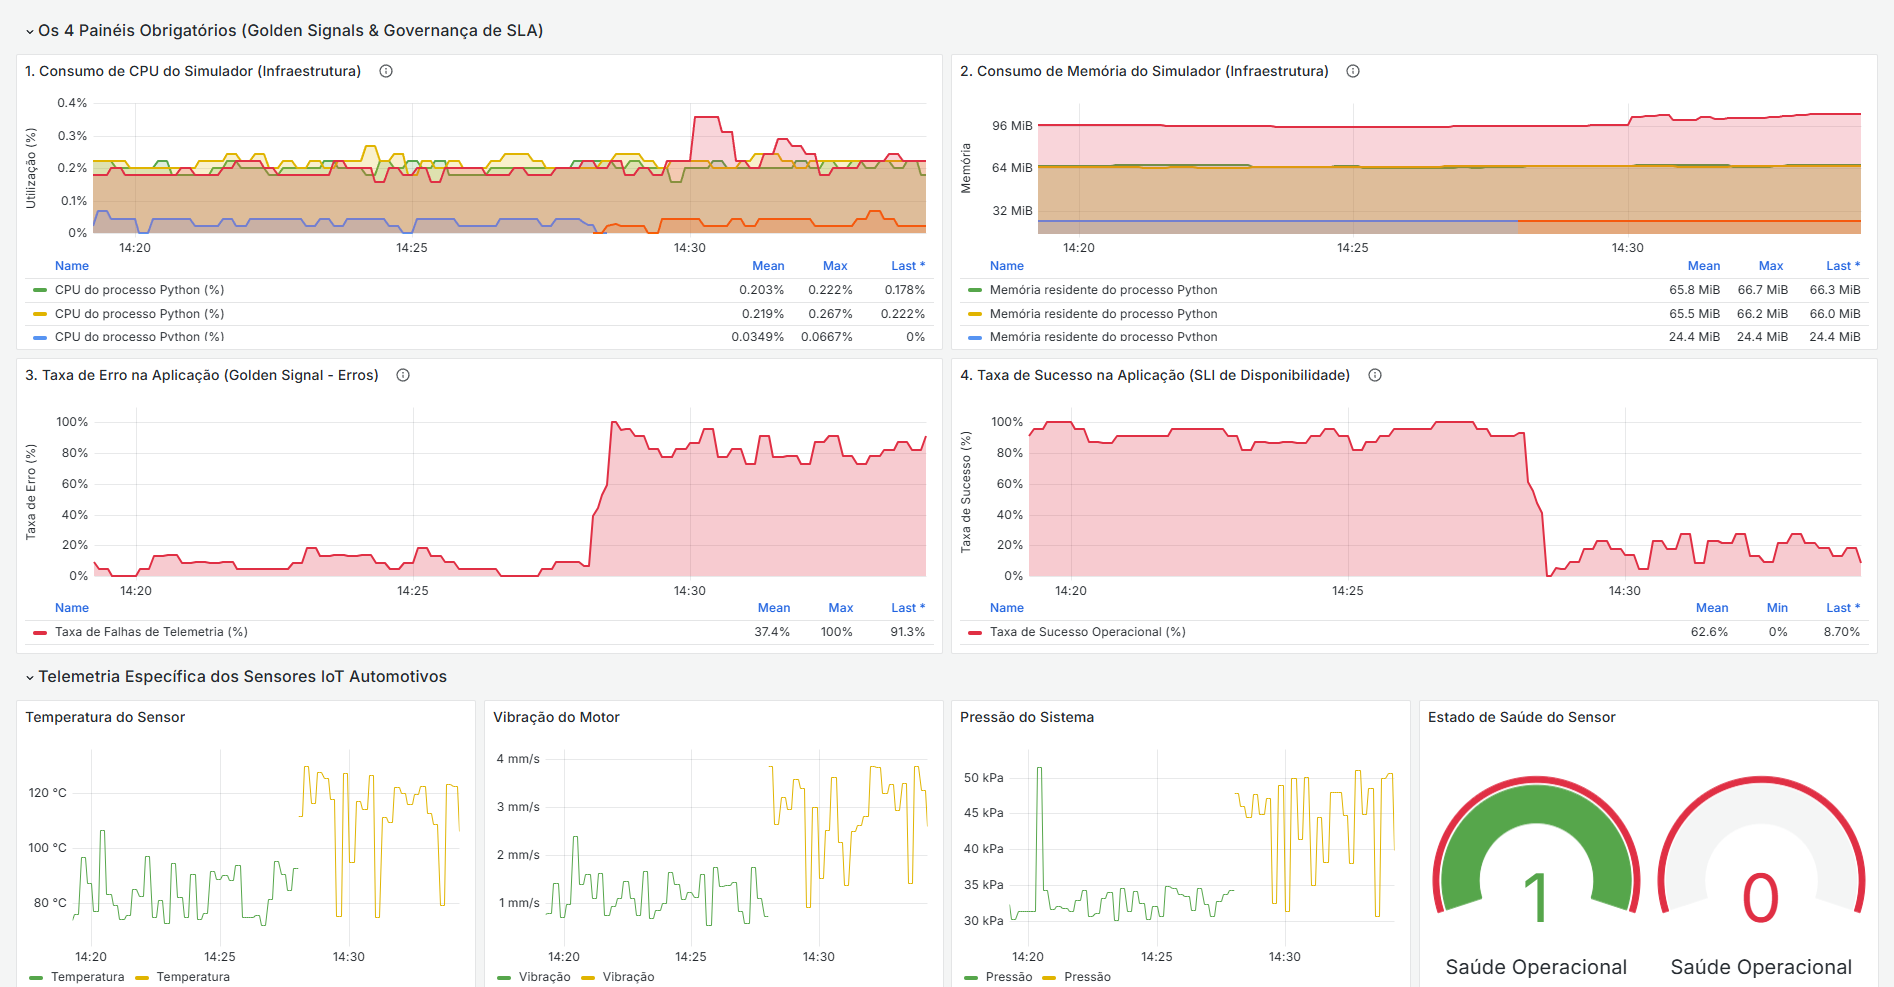 Os 4 Painéis Obrigatórios (Golden Signals & Governança de SLA)
1. Consumo de CPU do Simulador (Infraestrutura)
Utilização (%)
0.4%
0.3%
0.2%
0.1%
0%
14:20 14:25 14:30
Name Mean Max Last *
CPU do processo Python (%) 0.203% 0.222% 0.178%
CPU do processo Python (%) 0.219% 0.267% 0.222%
CPU do processo Python (%) 0.0349% 0.0667% 0%
2. Consumo de Memória do Simulador (Infraestrutura)
Memória
96 MiB
64 MiB
32 MiB
14:20 14:25 14:30
Name Mean Max Last *
Memória residente do processo Python 65.8 MiB 66.7 MiB 66.3 MiB
Memória residente do processo Python 65.5 MiB 66.2 MiB 66.0 MiB
Memória residente do processo Python 24.4 MiB 24.4 MiB 24.4 MiB
3. Taxa de Erro na Aplicação (Golden Signal - Erros)
Taxa de Erro (%)
100%
80%
60%
40%
20%
0%
14:20 14:25 14:30
Name Mean Max Last *
Taxa de Falhas de Telemetria (%) 37.4% 100% 91.3%
4. Taxa de Sucesso na Aplicação (SLI de Disponibilidade)
Taxa de Sucesso (%)
100%
80%
60%
40%
20%
0%
14:20 14:25 14:30
Name Mean Min Last *
Taxa de Sucesso Operacional (%) 62.6% 0% 8.70%
Telemetria Específica dos Sensores IoT Automotivos
Temperatura do Sensor
120 °C
100 °C
80 °C
14:20 14:25 14:30
Temperatura Temperatura
Vibração do Motor
4 mm/s
3 mm/s
2 mm/s
1 mm/s
14:20 14:25 14:30
Vibração Vibração
Pressão do Sistema
50 kPa
45 kPa
40 kPa
35 kPa
30 kPa
14:20 14:25 14:30
Pressão Pressão
Estado de Saúde do Sensor
1 0
Saúde Operacional Saúde Operacional